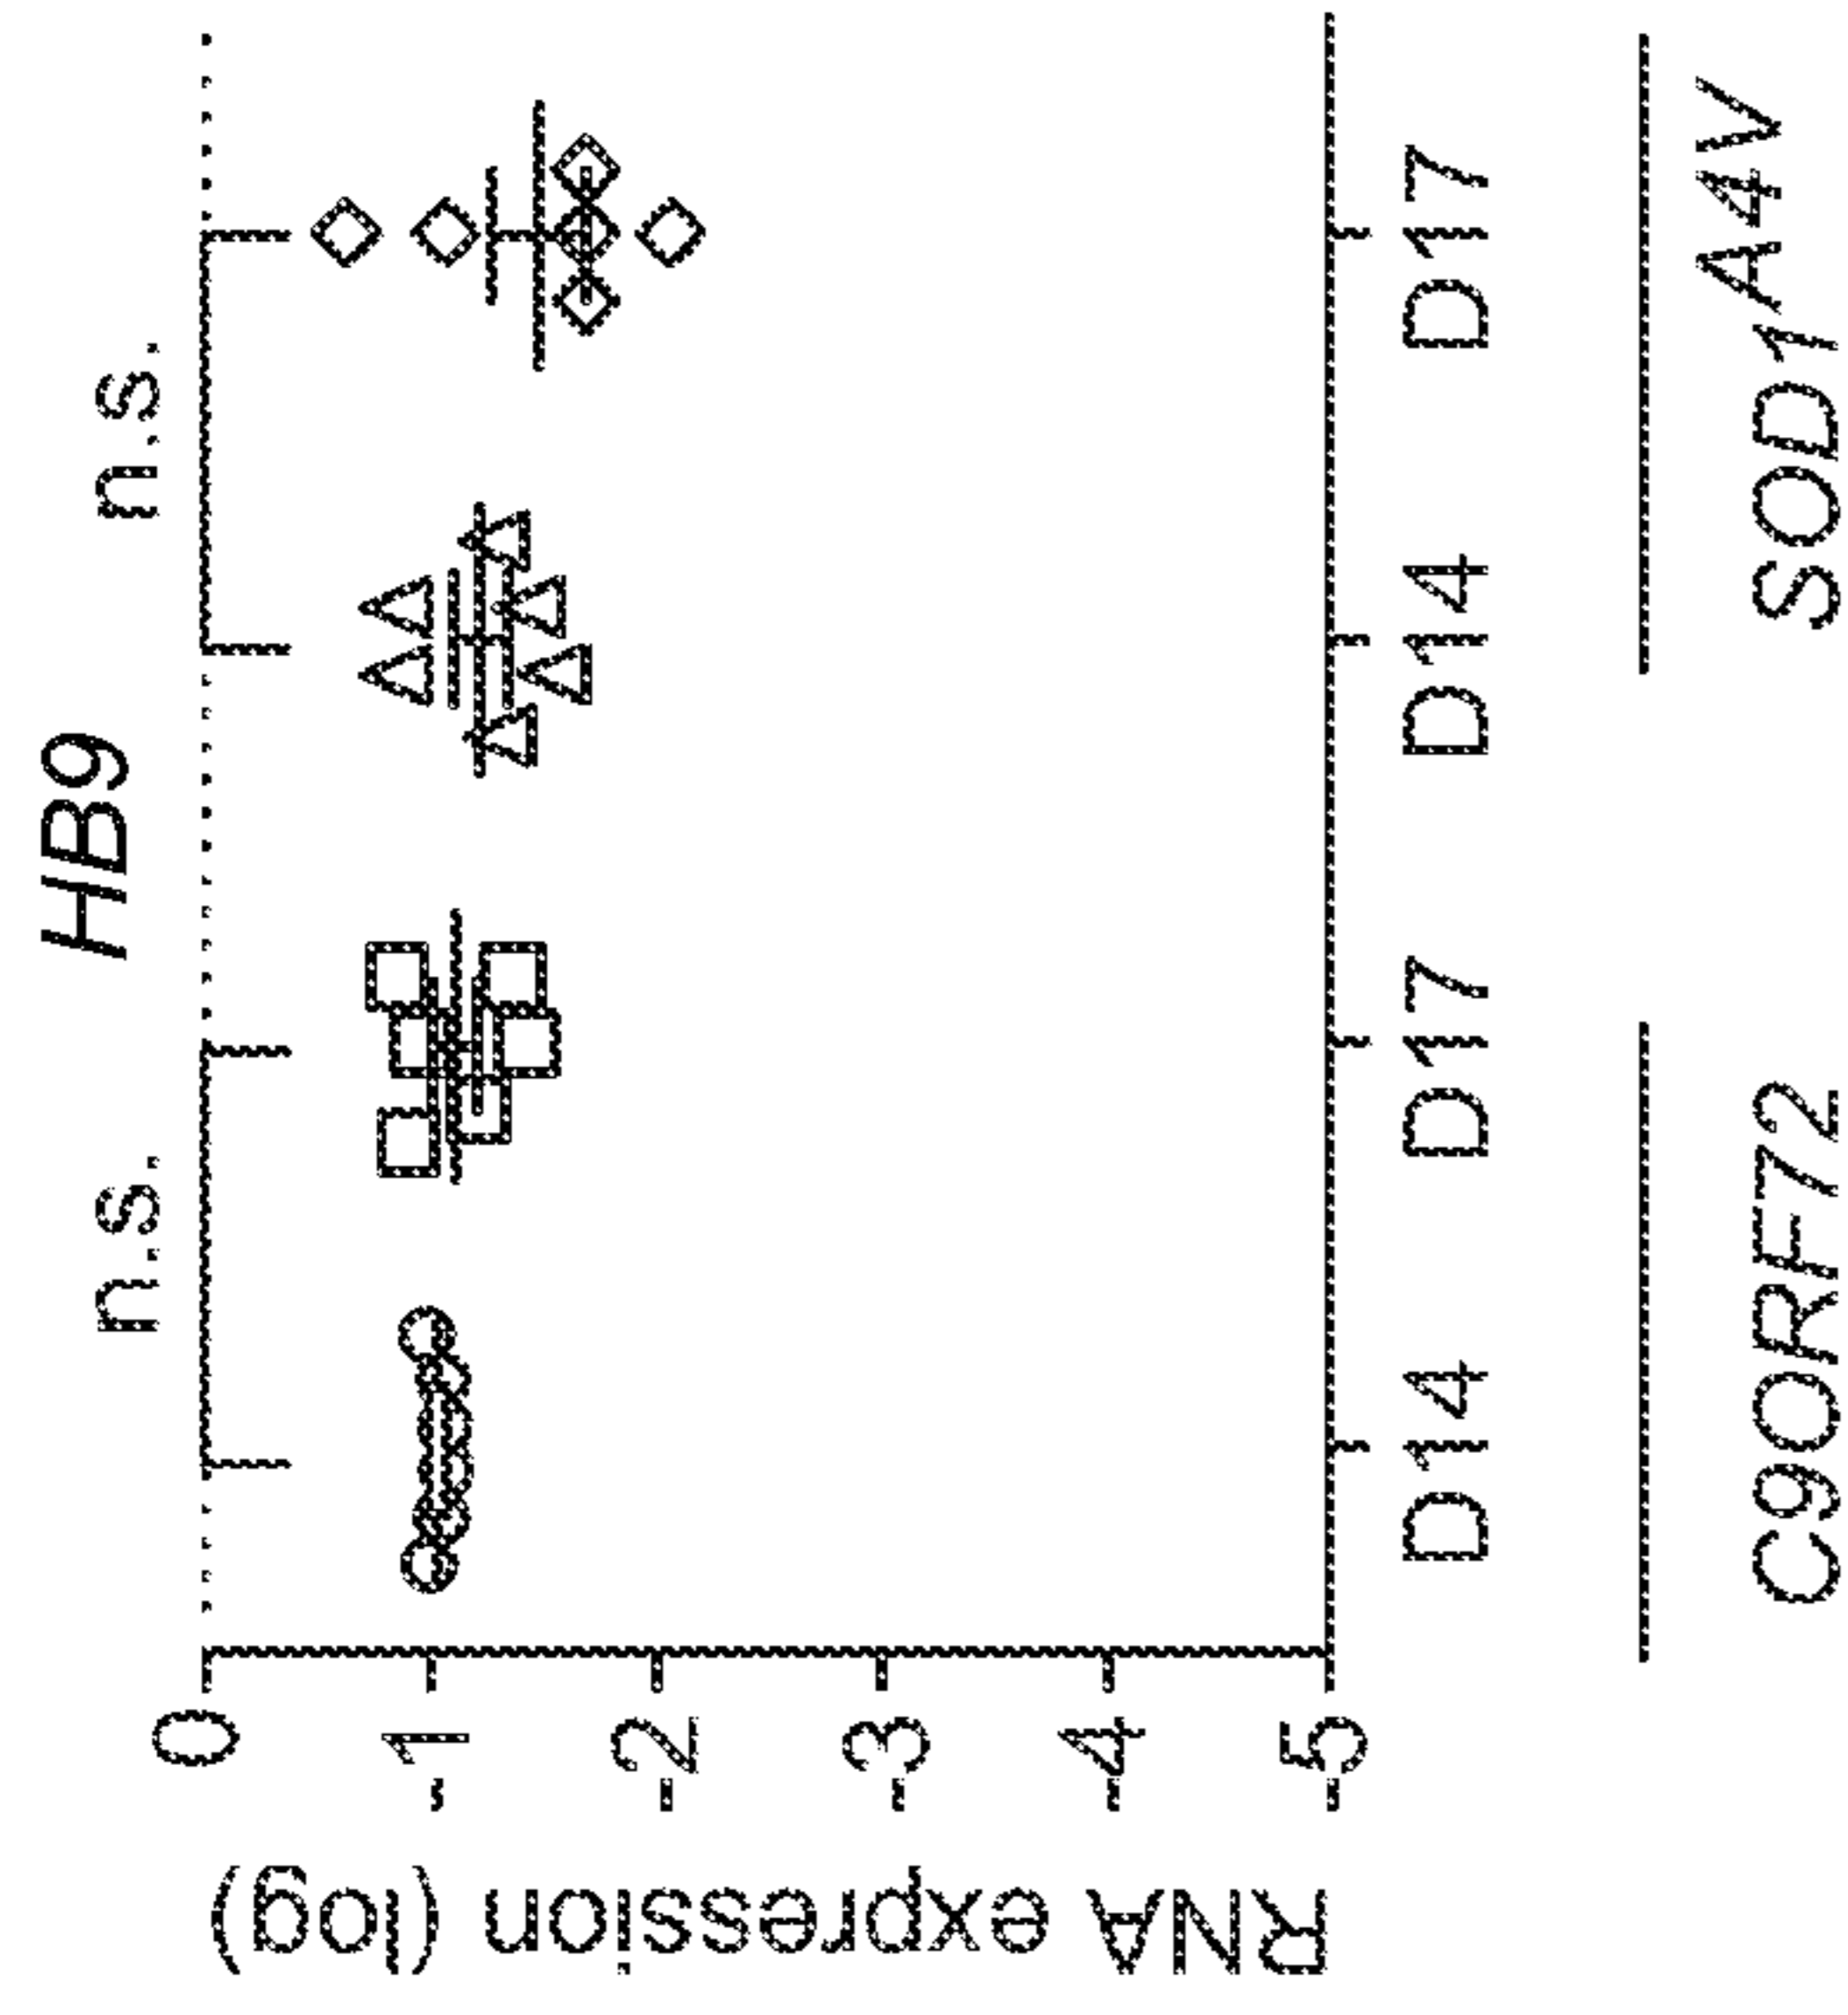 HB9
n.s.
n.s.
RNA expression (log)
0
-1
-2
-3
-4
-5
D14
D17
D14
D17
C9ORF72
SOD1A4V